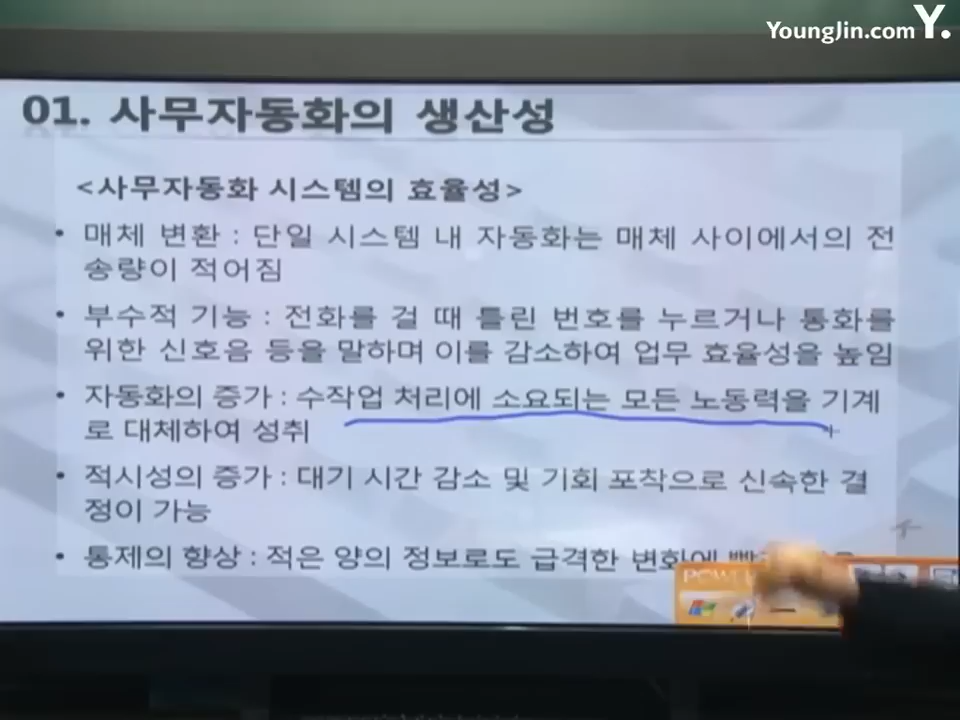 YoungJin.com Y.
01. 사무자동화의 생산성
<사무자동화 시스템의 효율성>
• 매체 변환 : 단일 시스템 내 자동화는 매체 사이에서의 전
송량이 적어짐
• 부수적 기능 : 전화를 걸 때 틀린 번호를 누르거나 통화를
위한 신호음 등을 말하며 이를 감소하여 업무 효율성을 높임
• 자동화의 증가 : 수작업 처리에 소요되는 모든 노동력을 기계
로 대체하여 성취
• 적시성의 증가 : 대기 시간 감소 및 기회 포착으로 신속한 결
정이 가능
• 통제의 향상 : 적은 양의 정보로도 급격한 변화에